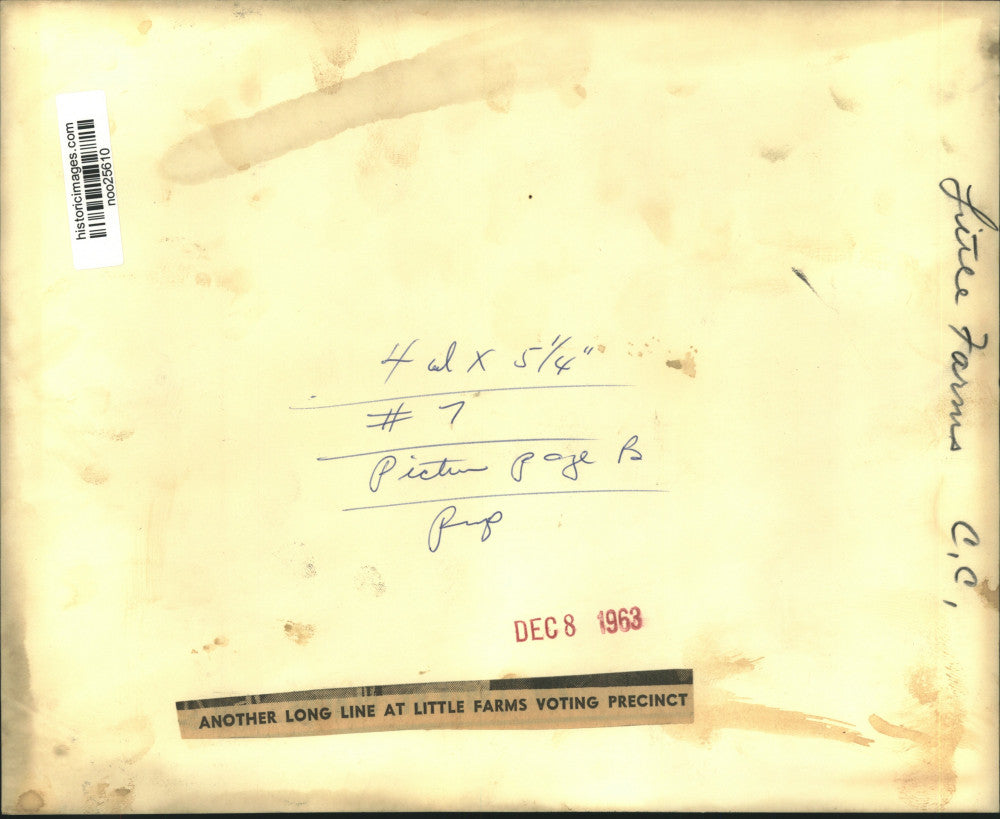 historicimages.com
noo25610
Little Farms C.C.
4 col X 5 1/4"
# 7
Picture page B
DEC 8 1963
ANOTHER LONG LINE AT LITTLE FARMS VOTING PRECINCT